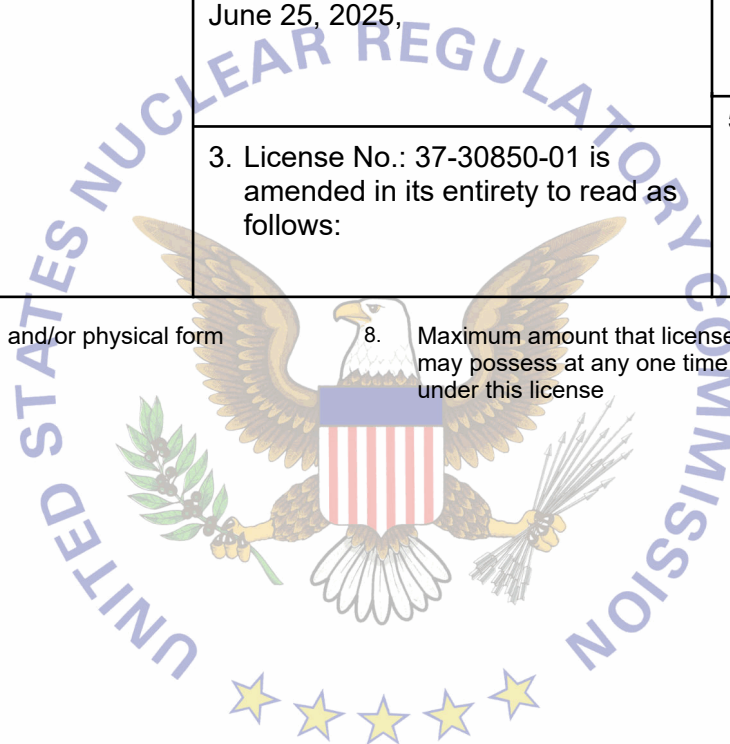 June 25, 2025,
3. License No.: 37-30850-01 is
amended in its entirety to read as
follows:
and/or physical form
8. Maximum amount that license
may possess at any one time
under this license
UNITED STATES NUCLEAR REGULATORY COMMISSION